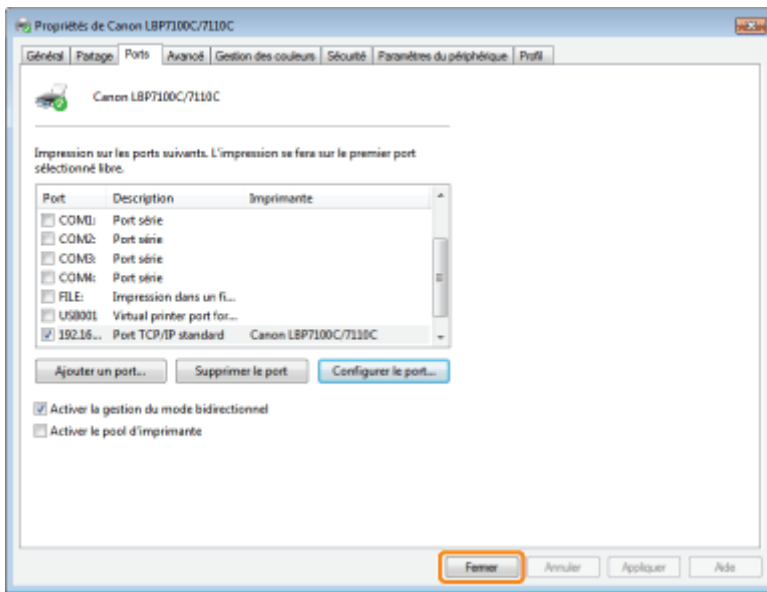 Propriétés de Canon LBP7100C/7110C
Général Partage Ports Avancé Gestion des couleurs Sécurité Paramètres du périphérique Profil
Canon LBP7100C/7110C
Impression sur les ports suivants. L'impression se fera sur le premier port
sélectionné libre.
Port Description Imprimante
COM1: Port série
COM2: Port série
COM3: Port série
COM4: Port série
FILE: Impression dans un fi...
USB001 Virtual printer port for...
192.16... Port TCP/IP standard Canon LBP7100C/7110C
Ajouter un port... Supprimer le port Configurer le port...
Activer la gestion du mode bidirectionnel
Activer le pool d'imprimante
Fermer Annuler Appliquer Aide